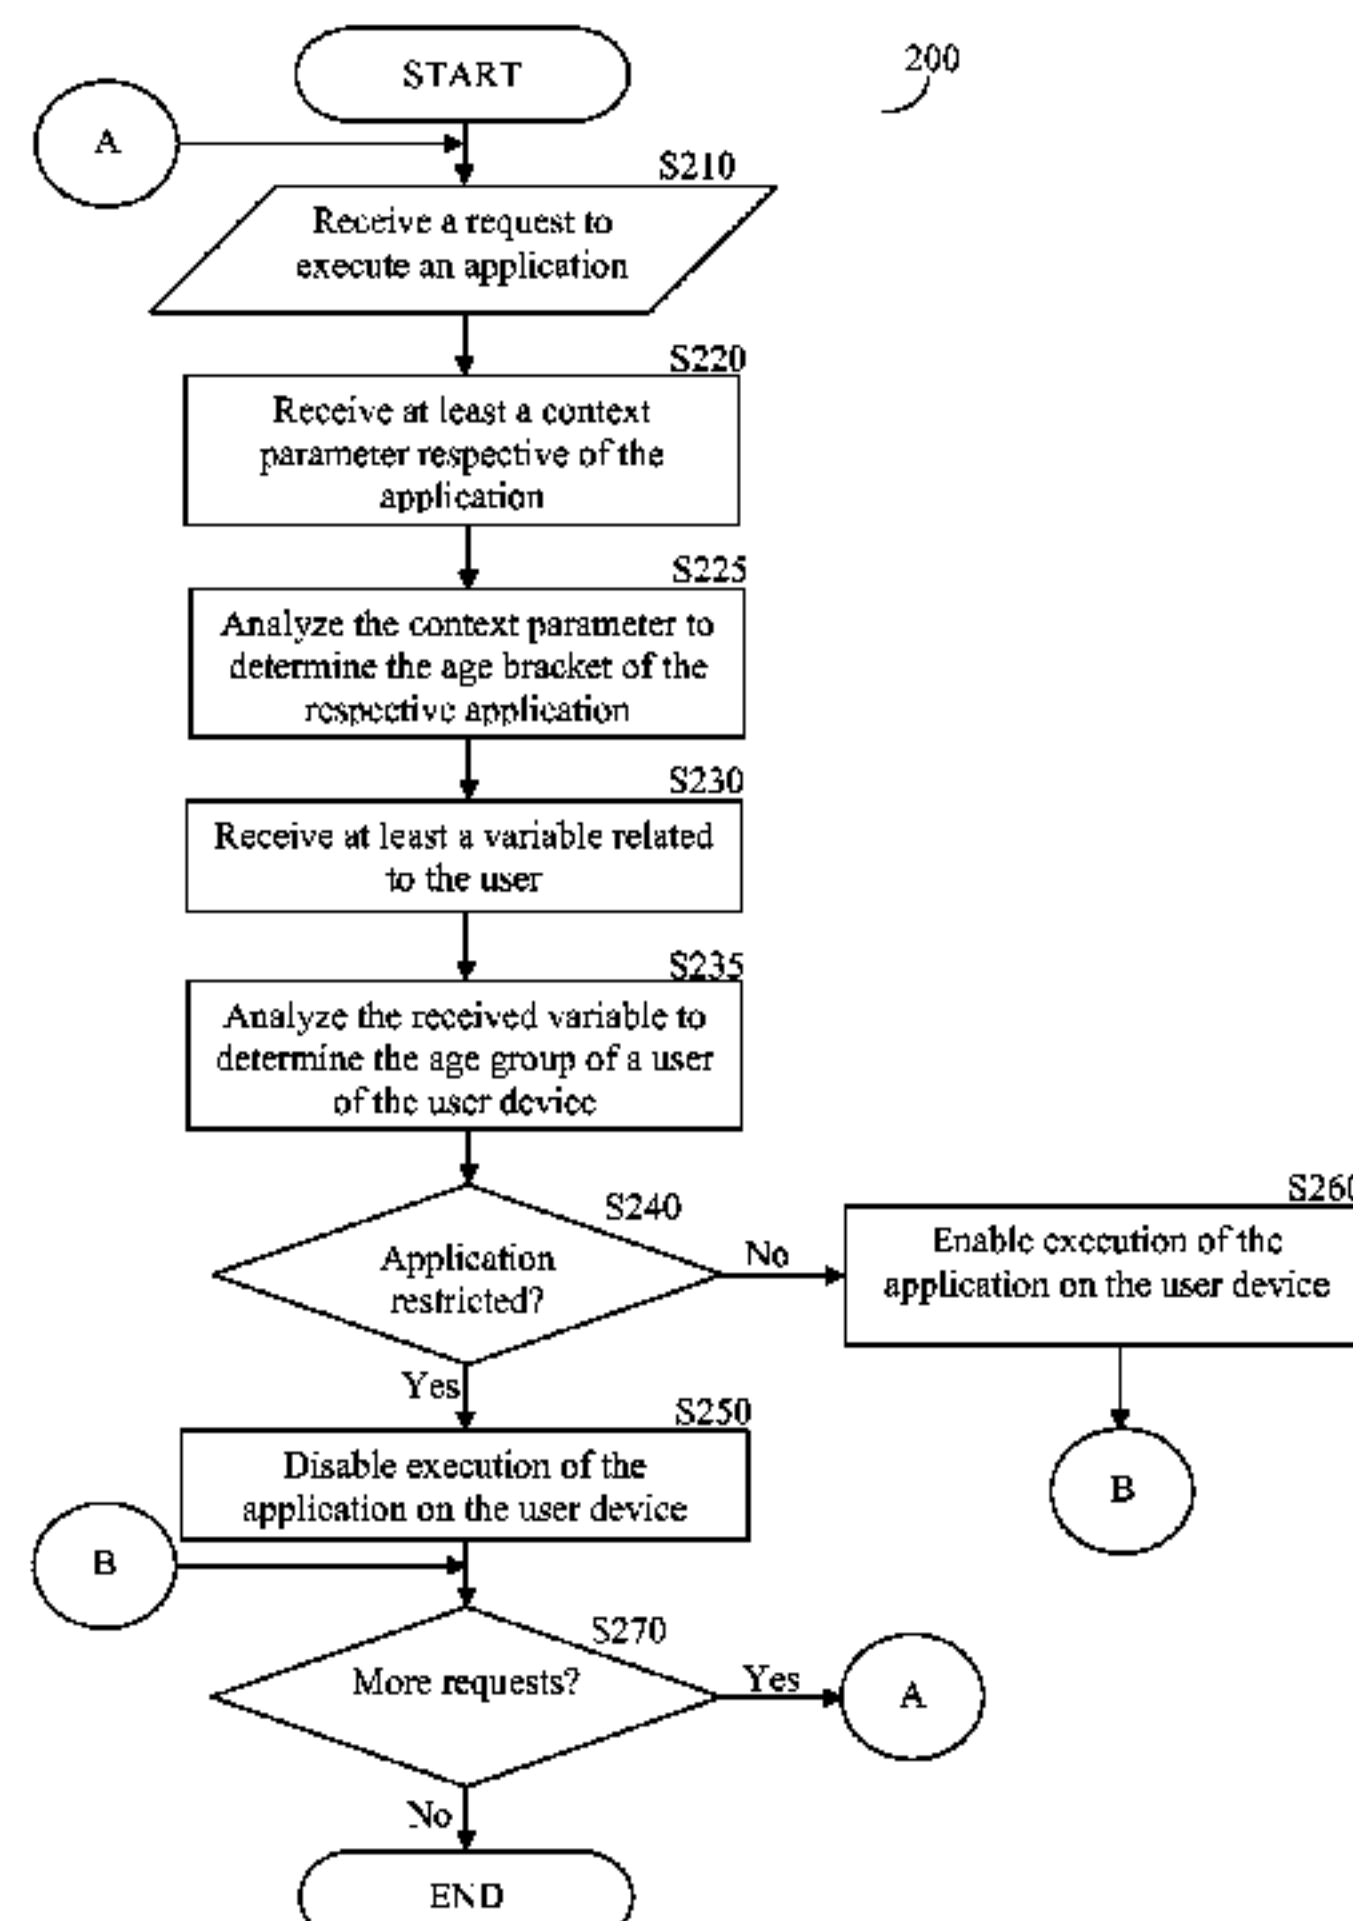 START
200
A
S210
Receive a request to
execute an application
S220
Receive at least a context
parameter respective of the
application
S225
Analyze the context parameter to
determine the age bracket of the
respective application
S230
Receive at least a variable related
to the user
S235
Analyze the received variable to
determine the age group of a user
of the user device
S240
Application
restricted?
No
S260
Enable execution of the
application on the user device
Yes
S250
Disable execution of the
application on the user device
B
B
S270
More requests?
Yes
A
No
END